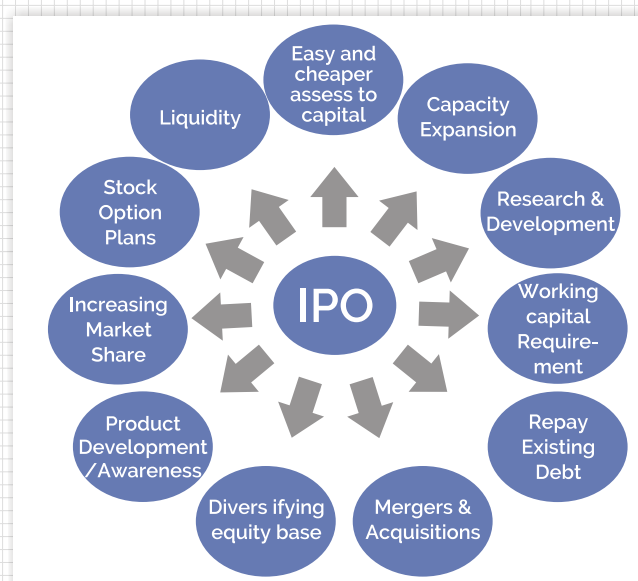 Easy and
cheaper
assess to
capital
Capacity
Expansion
Research &
Development
Working
capital
Require-
ment
Repay
Existing
Debt
Mergers &
Acquisitions
Divers ifying
equity base
Product
Development
/Awareness
Increasing
Market
Share
Stock
Option
Plans
Liquidity
IPO